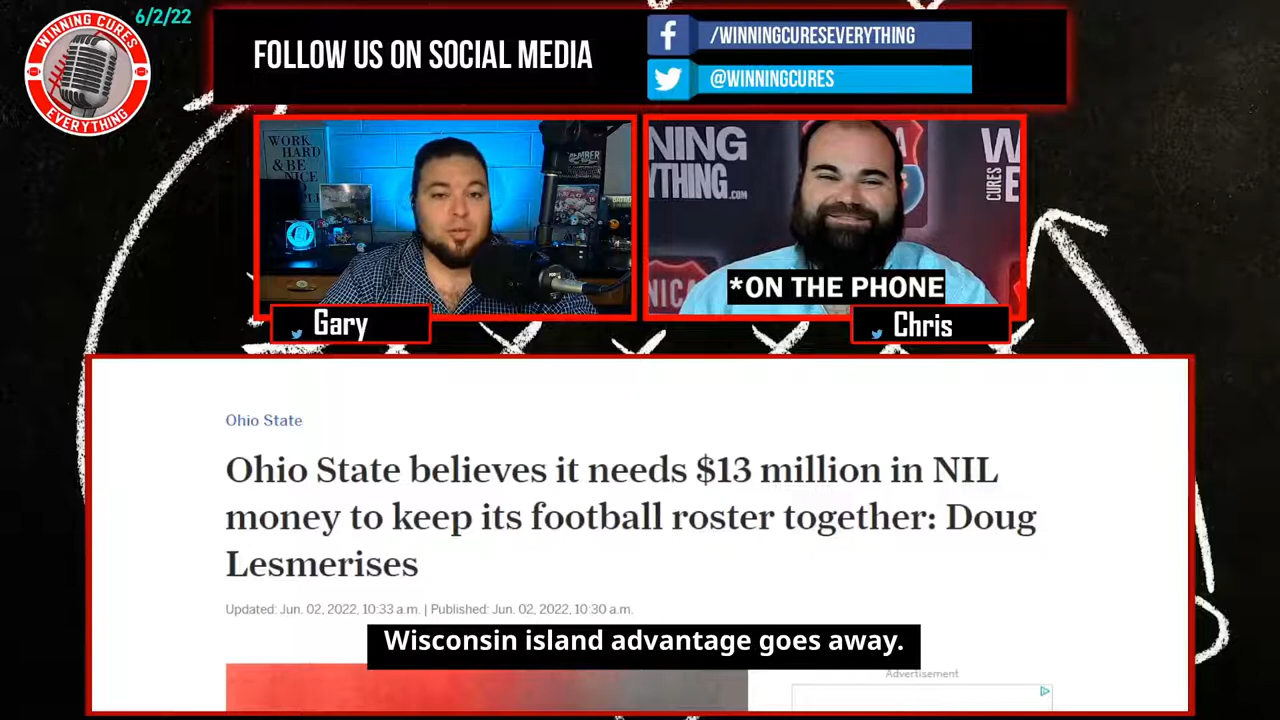 6/2/22
WINNING CURES
EVERYTHING
FOLLOW US ON SOCIAL MEDIA
/WINNINGCURESEVERYTHING
@WINNINGCURES
WORK
HARD
& BE
NICE
NING
YTHING.COM
W
CURES
E
*ON THE PHONE
NICA
Gary
Chris
Ohio State
Ohio State believes it needs $13 million in NIL
money to keep its football roster together: Doug
Lesmerises
Updated: Jun. 02, 2022, 10:33 a.m. | Published: Jun. 02, 2022, 10:30 a.m.
Wisconsin island advantage goes away.
Advertisement